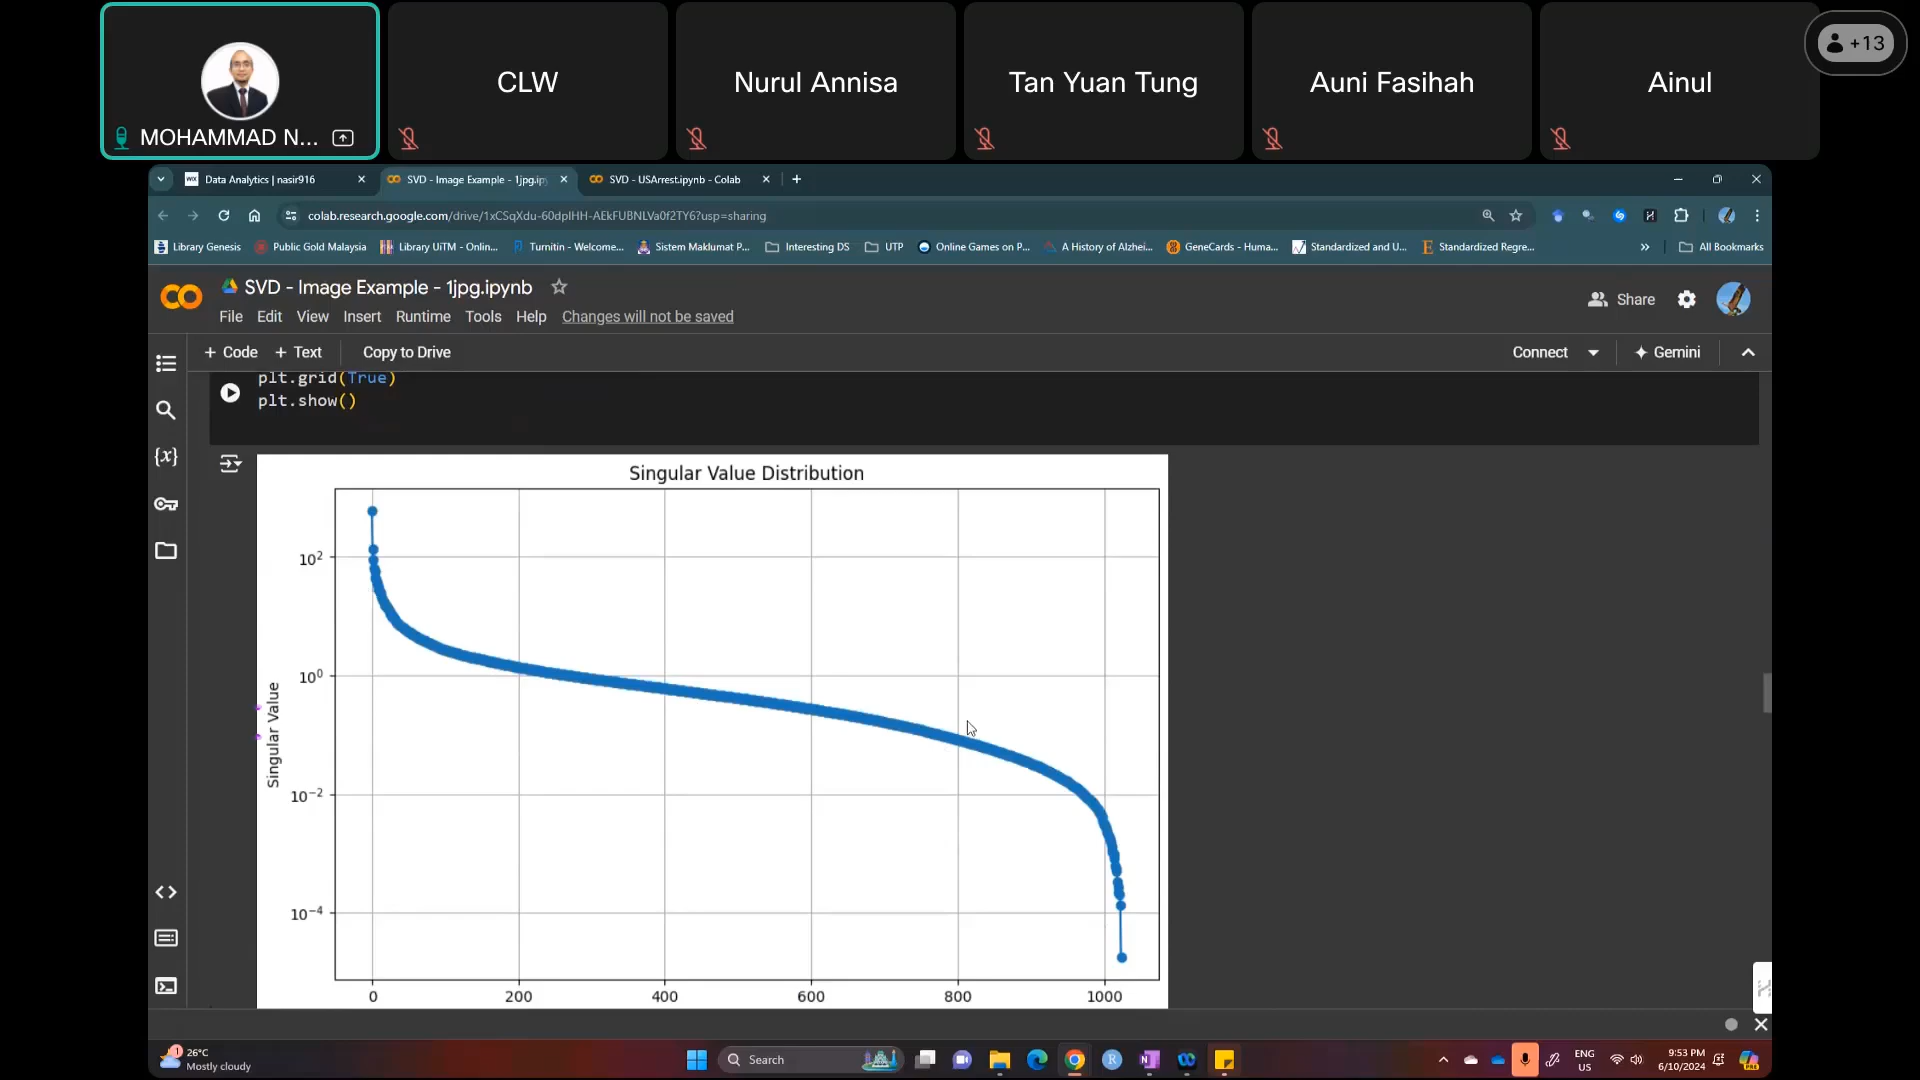 MOHAMMAD N...
CLW
Nurul Annisa
Tan Yuan Tung
Auni Fasihah
Ainul
+13
Data Analytics | nasir916
SVD - Image Example - 1jpg.ip
SVD - USArrest.ipynb - Colab
colab.research.google.com/drive/1xCSqXdu-60dpIHH-AEkFUBNLVa0f2TY6?usp=sharing
Library Genesis
Public Gold Malaysia
Library UiTM - Onlin...
Turnitin - Welcome...
Sistem Maklumat P...
Interesting DS
UTP
Online Games on P...
A History of Alzhei...
GeneCards - Huma...
Standardized and U...
Standardized Regre...
All Bookmarks
CO
SVD - Image Example - 1jpg.ipynb
Share
File Edit View Insert Runtime Tools Help Changes will not be saved
+ Code + Text Copy to Drive
Connect
Gemini
plt.grid(True)
plt.show()
{x}
Singular Value Distribution
10²
10⁰
10⁻²
10⁻⁴
Singular Value
0 200 400 600 800 1000
1
26°C
Mostly cloudy
Search
ENG
US
9:53 PM
6/10/2024